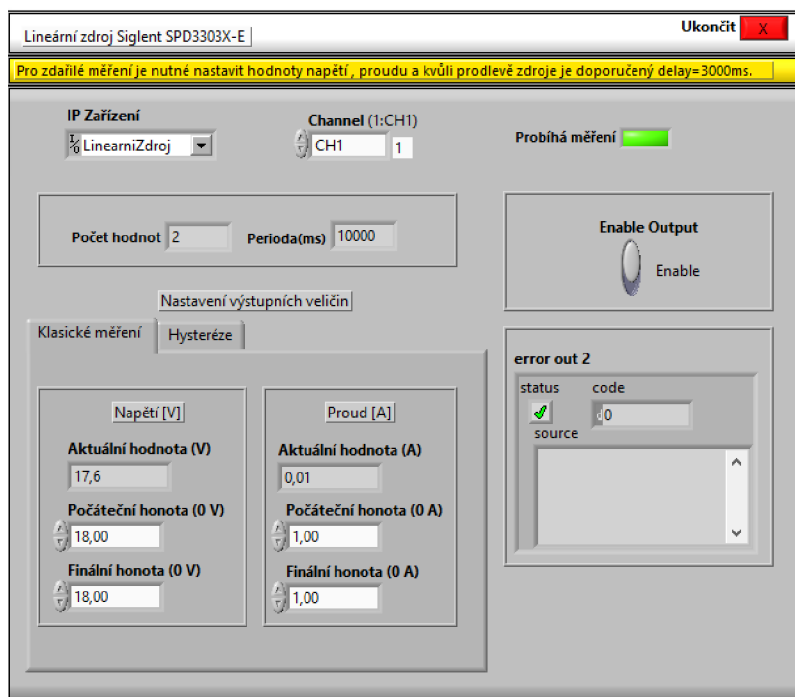 Lineární zdroj Siglent SPD3303X-E
Ukončit X
Pro zdařilé měření je nutné nastavit hodnoty napětí , proudu a kvůli prodlevě zdroje je doporučený delay=3000ms.
IP Zařízení
I/O LinearniZdroj
Channel (1:CH1)
CH1 1
Probíhá měření
Počet hodnot 2 Perioda(ms) 10000
Enable Output
Enable
Nastavení výstupních veličin
Klasické měření Hysteréze
Napětí [V]
Aktuální hodnota (V)
17,6
Počáteční honota (0 V)
18,00
Finální honota (0 V)
18,00
Proud [A]
Aktuální hodnota (A)
0,01
Počáteční honota (0 A)
1,00
Finální honota (0 A)
1,00
error out 2
status code
d 0
source